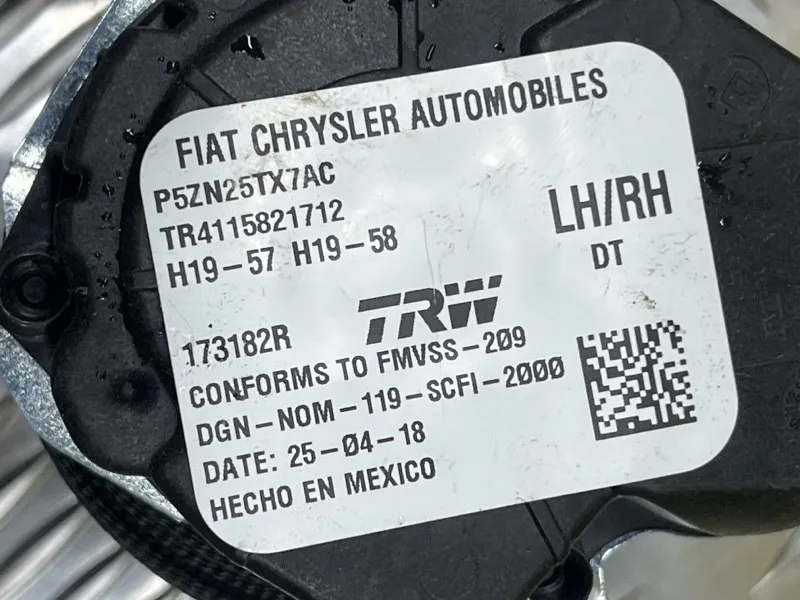 FIAT CHRYSLER AUTOMOBILES
P5ZN25TX7AC
TR4115821712
H19-57 H19-58
LH/RH
DT
173182R
TRW
CONFORMS TO FMVSS-209
DGN-NOM-119-SCFI-2000
DATE: 25-04-18
HECHO EN MEXICO